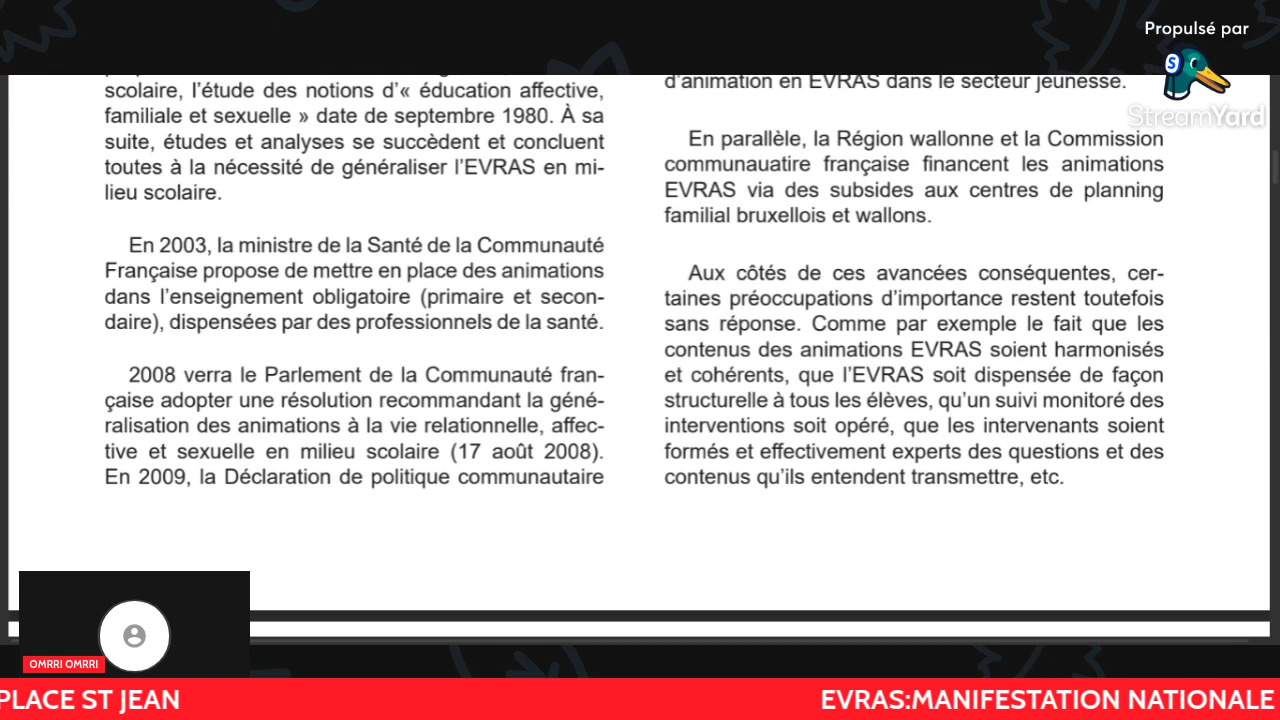 Propulsé par
StreamYard
scolaire, l'étude des notions d'« éducation affective,
familiale et sexuelle » date de septembre 1980. À sa
suite, études et analyses se succèdent et concluent
toutes à la nécessité de généraliser l'EVRAS en mi-
lieu scolaire.
En 2003, la ministre de la Santé de la Communauté
Française propose de mettre en place des animations
dans l'enseignement obligatoire (primaire et secon-
daire), dispensées par des professionnels de la santé.
2008 verra le Parlement de la Communauté fran-
çaise adopter une résolution recommandant la géné-
ralisation des animations à la vie relationnelle, affec-
tive et sexuelle en milieu scolaire (17 août 2008).
En 2009, la Déclaration de politique communautaire
d'animation en EVRAS dans le secteur jeunesse.
En parallèle, la Région wallonne et la Commission
communauatire française financent les animations
EVRAS via des subsides aux centres de planning
familial bruxellois et wallons.
Aux côtés de ces avancées conséquentes, cer-
taines préoccupations d'importance restent toutefois
sans réponse. Comme par exemple le fait que les
contenus des animations EVRAS soient harmonisés
et cohérents, que l'EVRAS soit dispensée de façon
structurelle à tous les élèves, qu'un suivi monitoré des
interventions soit opéré, que les intervenants soient
formés et effectivement experts des questions et des
contenus qu'ils entendent transmettre, etc.
OMRRI OMRRI
PLACE ST JEAN
EVRAS:MANIFESTATION NATIONALE